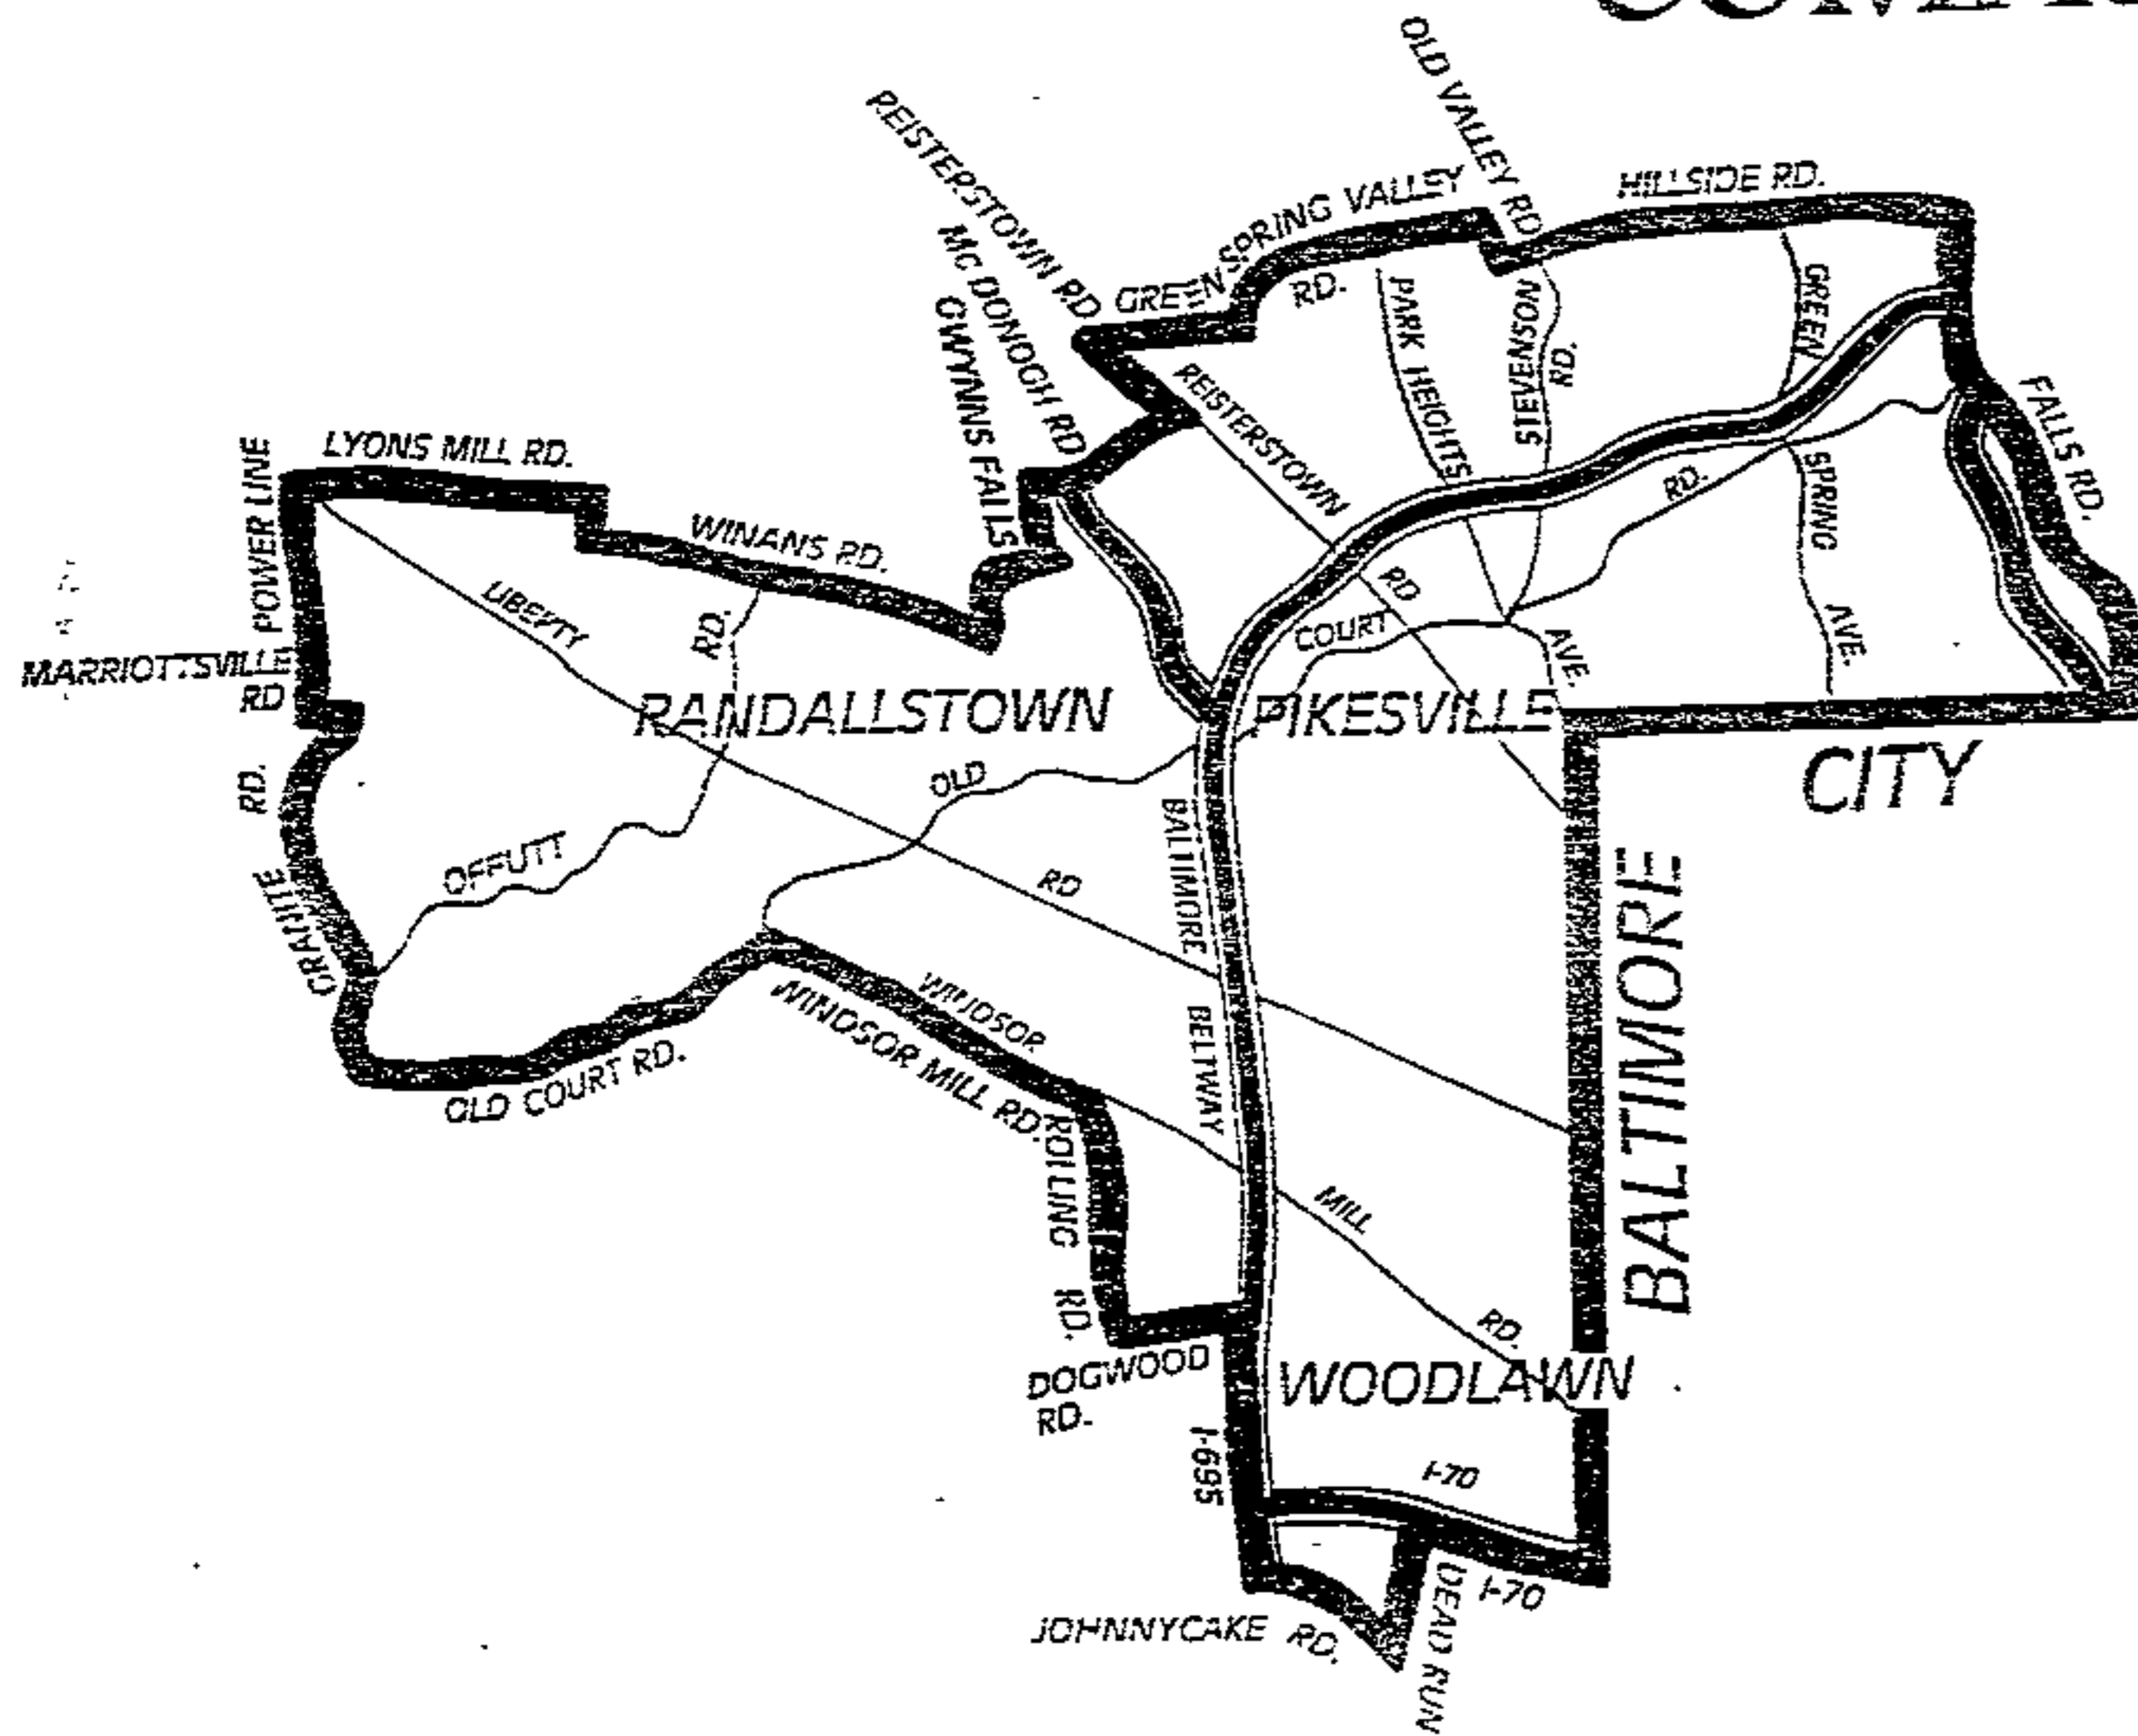 OLD VALLEY RD.
REISTERSTOWN RD
MC DONOGH RD
GWYNNS FALLS
GREEN SPRING VALLEY
RD.
HILLSIDE RD.
PARK HEIGHTS
AVE.
STEVENSON
RD.
GREEN
SPRING
AVE.
FALLS RD.
REISTERSTOWN
RD
LYONS MILL RD.
POWER LINE
WINANS RD.
LIBERTY
RD
MARRIOTTSVILLE
RD
RANDALLSTOWN
PIKESVILLE
OLD
COURT
RD.
CITY
BALTIMORE
GRANITE
RD.
OFFUTT
RD.
BALTIMORE
BELTWAY
OLD COURT RD.
WINDSOR
MILL
RD.
WINDSOR MILL RD.
ROLLING
RD.
DOGWOOD
RD.
WOODLAWN
I-695
I-70
I-70
DEAD RUN
JOHNNYCAKE RD.